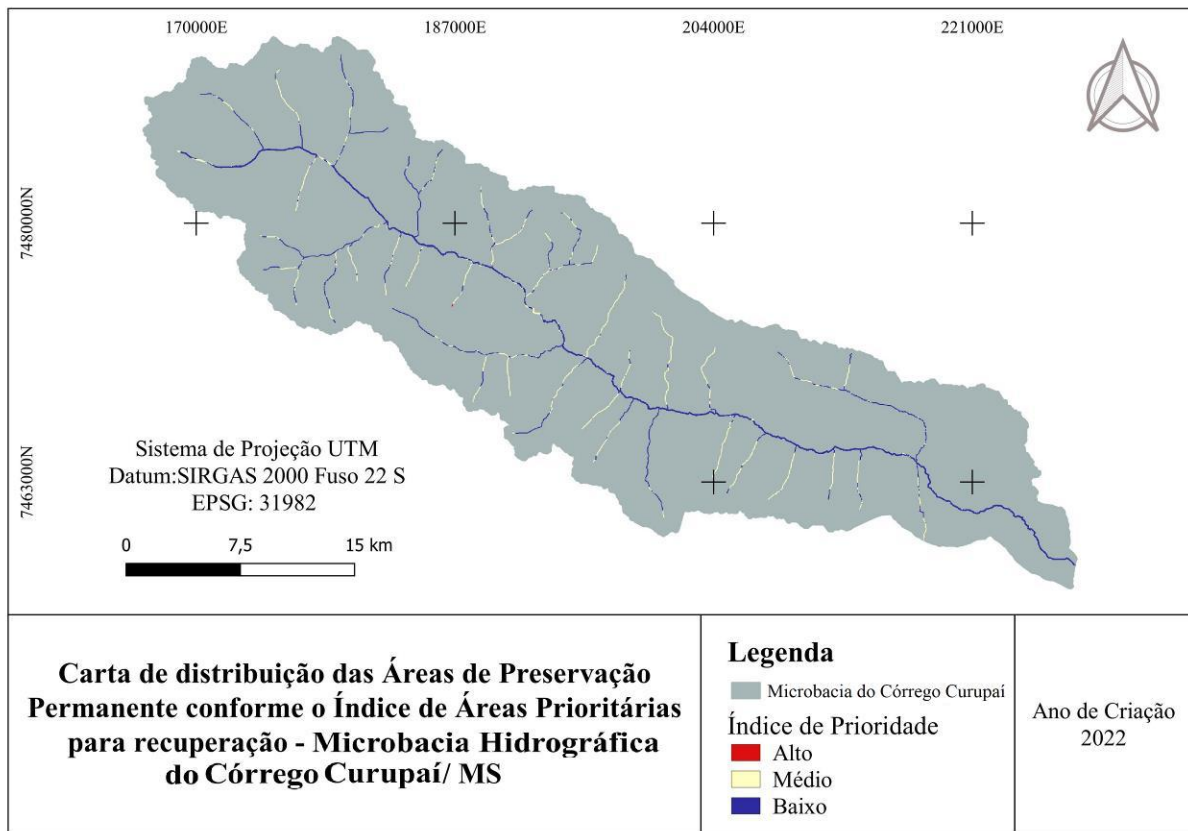 170000E
187000E
204000E
221000E
7480000N
7463000N
Sistema de Projeção UTM
Datum:SIRGAS 2000 Fuso 22 S
EPSG: 31982
0
7,5
15 km
Carta de distribuição das Áreas de Preservação
Permanente conforme o Índice de Áreas Prioritárias
para recuperação - Microbacia Hidrográfica
do Córrego Curupaí/ MS
Legenda
Microbacia do Córrego Curupaí
Índice de Prioridade
Alto
Médio
Baixo
Ano de Criação
2022